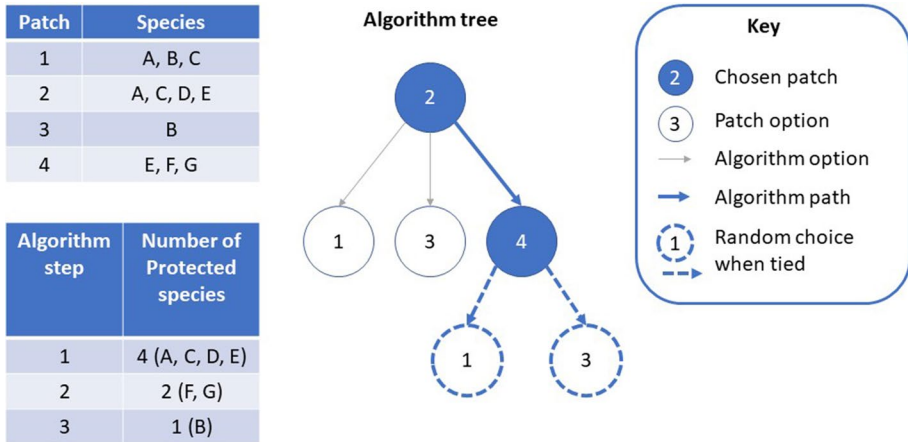 Patch Species
1 A, B, C
2 A, C, D, E
3 B
4 E, F, G
Algorithm step Number of Protected species
1 4 (A, C, D, E)
2 2 (F, G)
3 1 (B)
Algorithm tree
2
1 3 4
1 3
Key
2 Chosen patch
3 Patch option
Algorithm option
Algorithm path
1 Random choice
when tied